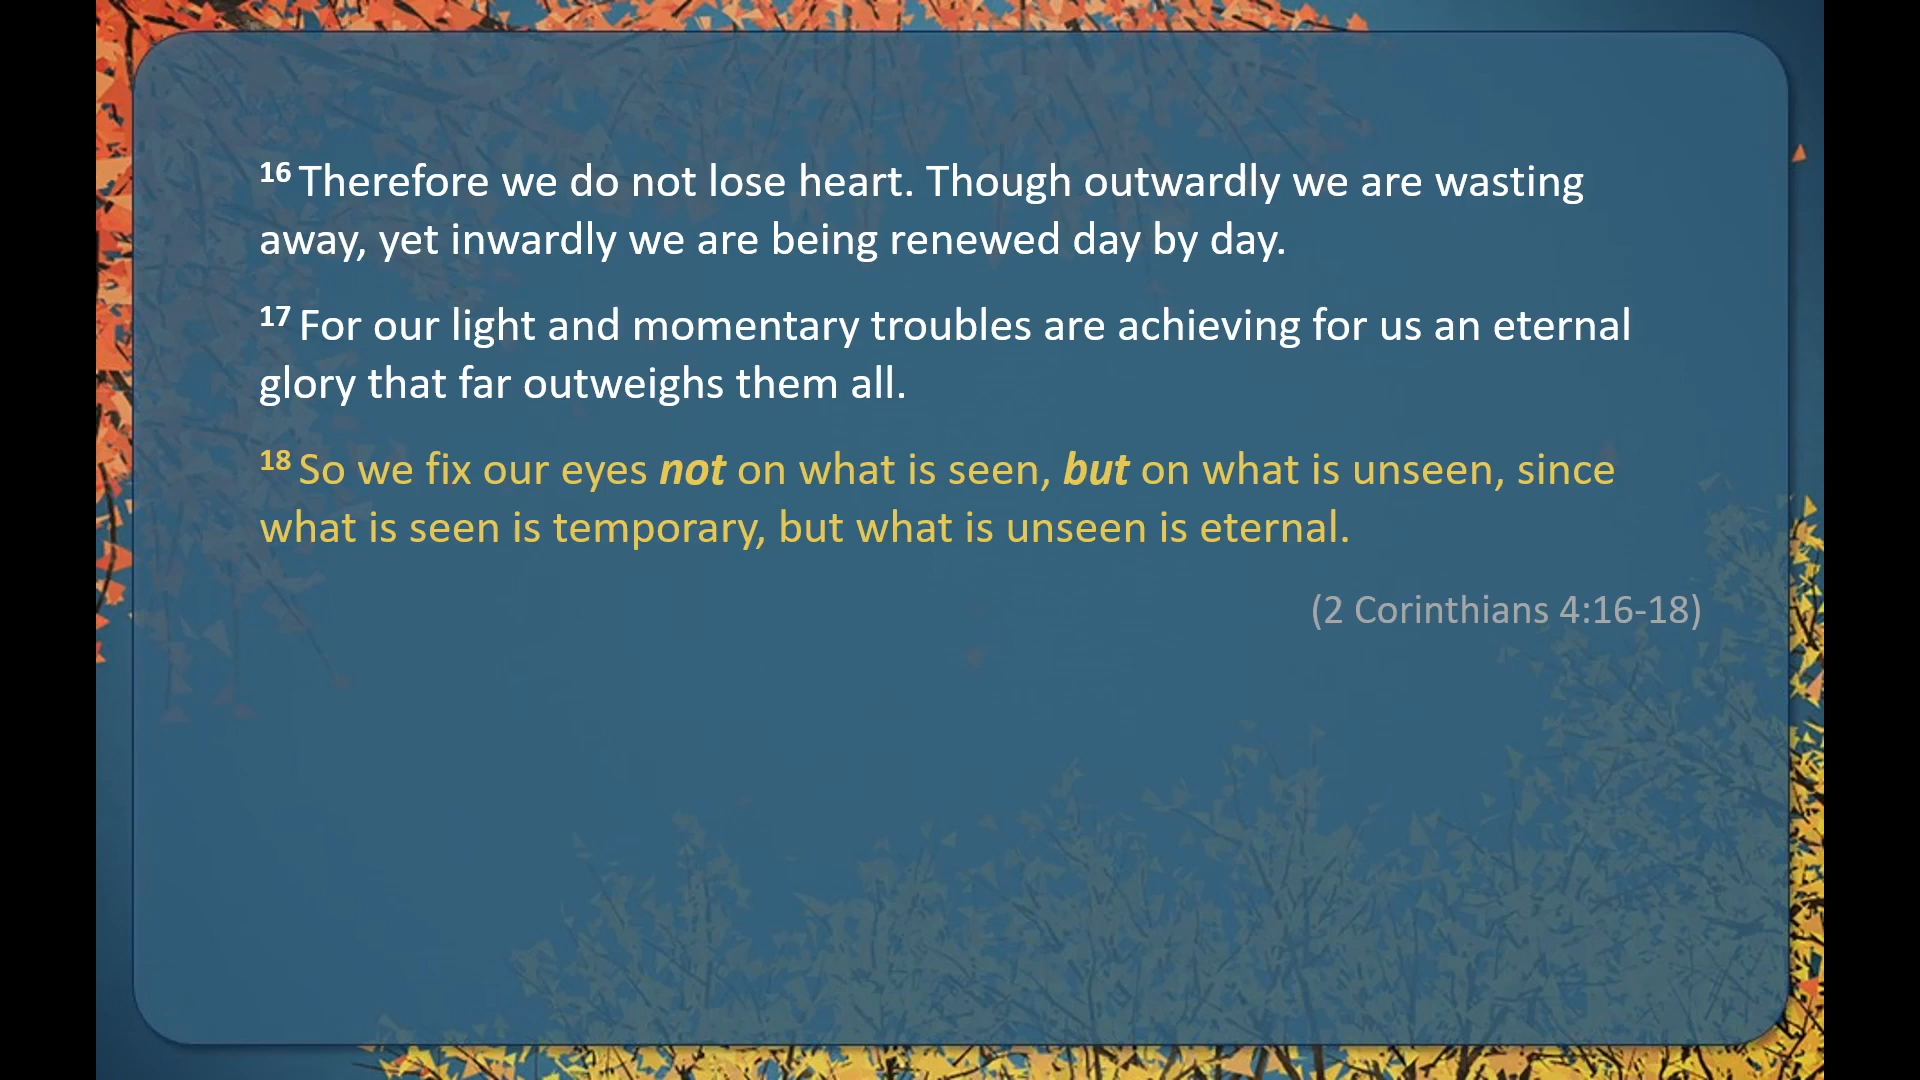 16 Therefore we do not lose heart. Though outwardly we are wasting
away, yet inwardly we are being renewed day by day.
17 For our light and momentary troubles are achieving for us an eternal
glory that far outweighs them all.
18 So we fix our eyes not on what is seen, but on what is unseen, since
what is seen is temporary, but what is unseen is eternal.
(2 Corinthians 4:16-18)